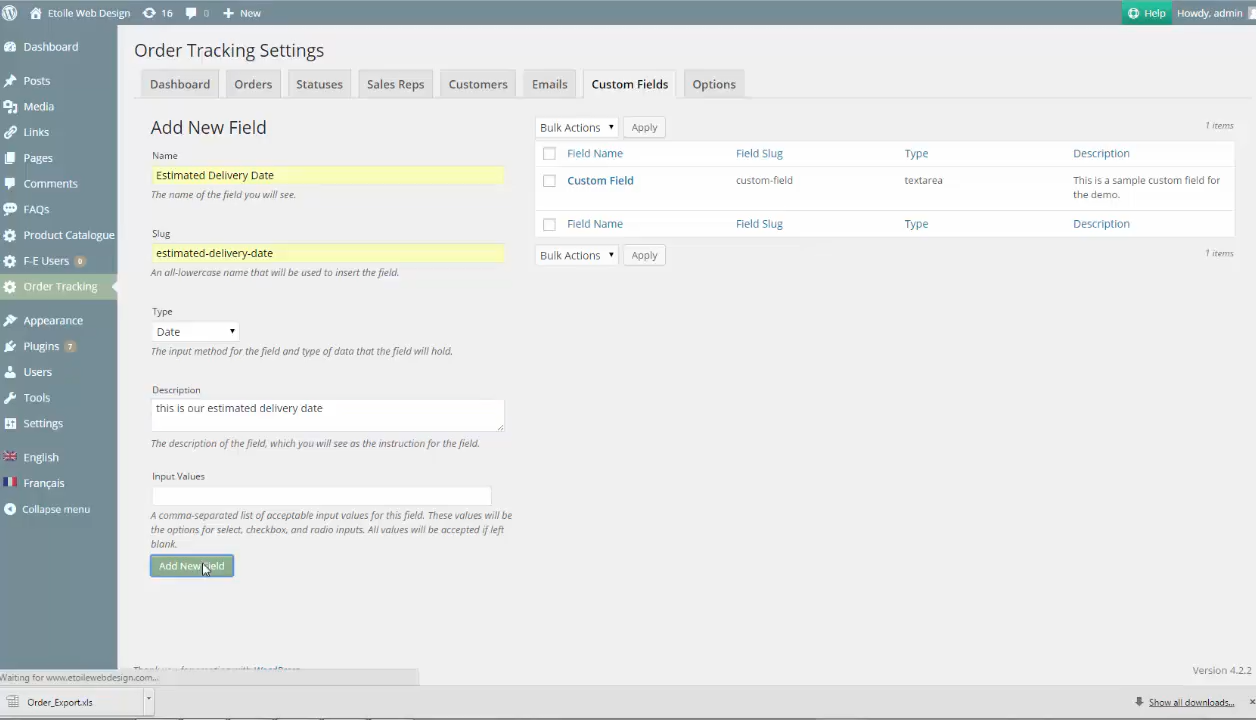 Etoile Web Design 16 0 + New Help Howdy, admin
Dashboard
Posts
Media
Links
Pages
Comments
FAQs
Product Catalogue
F-E Users 0
Order Tracking
Appearance
Plugins 7
Users
Tools
Settings
English
Français
Collapse menu
Order Tracking Settings
Dashboard Orders Statuses Sales Reps Customers Emails Custom Fields Options
Add New Field
Name
Estimated Delivery Date
The name of the field you will see.
Slug
estimated-delivery-date
An all-lowercase name that will be used to insert the field.
Type
Date
The input method for the field and type of data that the field will hold.
Description
this is our estimated delivery date
The description of the field, which you will see as the instruction for the field.
Input Values
A comma-separated list of acceptable input values for this field. These values will be
the options for select, checkbox, and radio inputs. All values will be accepted if left
blank.
Add New Field
Bulk Actions Apply 1 items
Field Name Field Slug Type Description
Custom Field custom-field textarea This is a sample custom field for
the demo.
Field Name Field Slug Type Description
Bulk Actions Apply 1 items
Version 4.2.2
Waiting for www.etoilewebdesign.com...
Order_Export.xls Show all downloads...